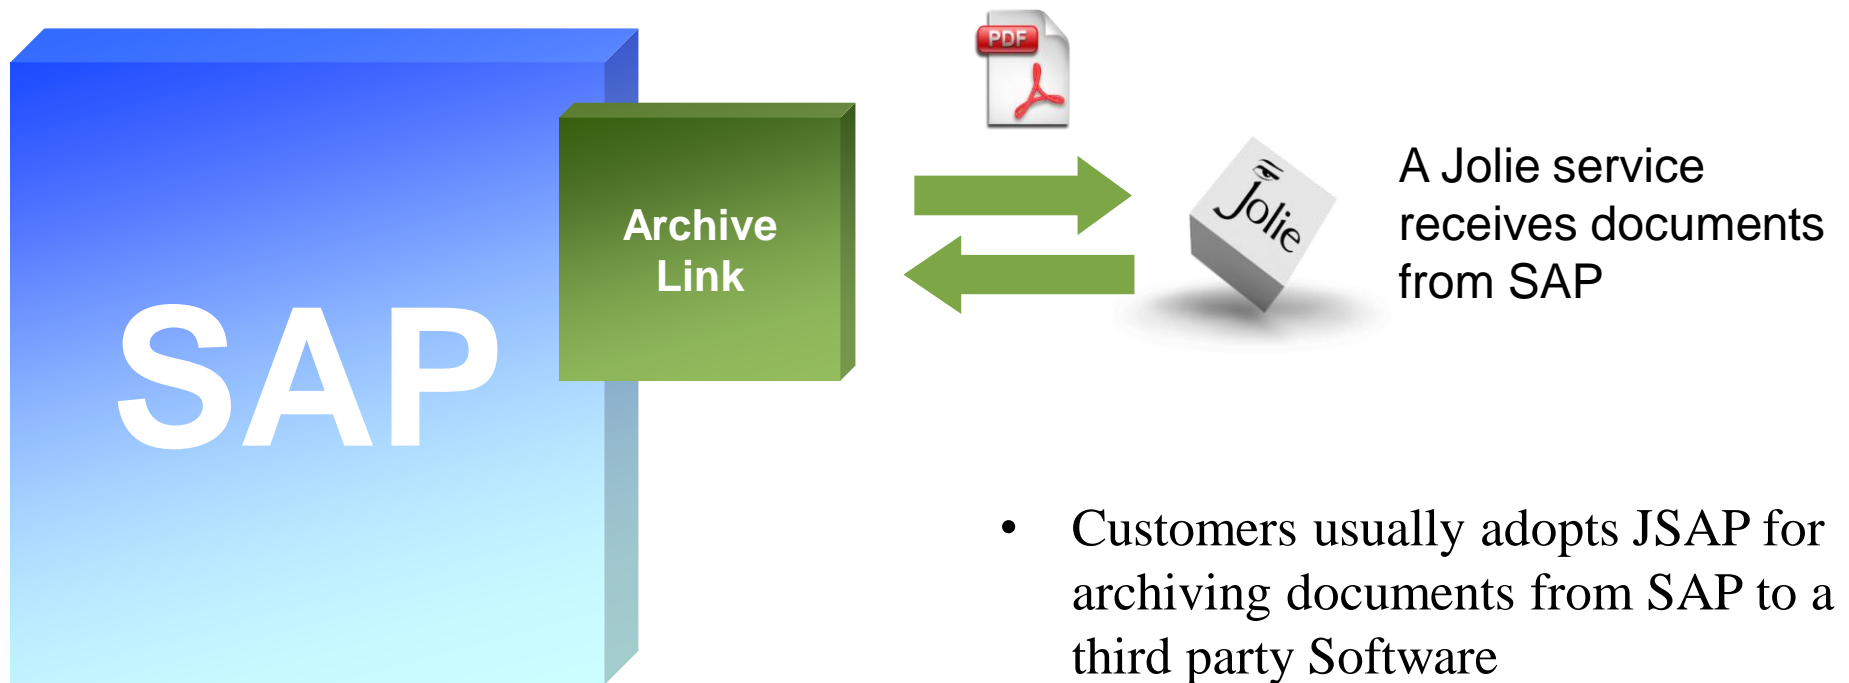 PDF
SAP
Archive
Link
Jolie
A Jolie service
receives documents
from SAP
• Customers usually adopts JSAP for
archiving documents from SAP to a
third party Software